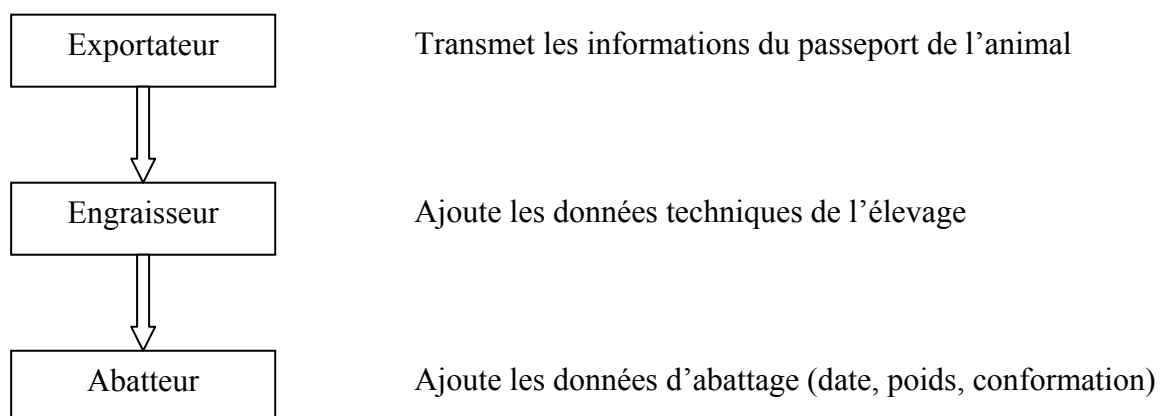 Exportateur Transmet les informations du passeport de l’animal
Engraisseur Ajoute les données techniques de l’élevage
Abatteur Ajoute les données d’abattage (date, poids, conformation)